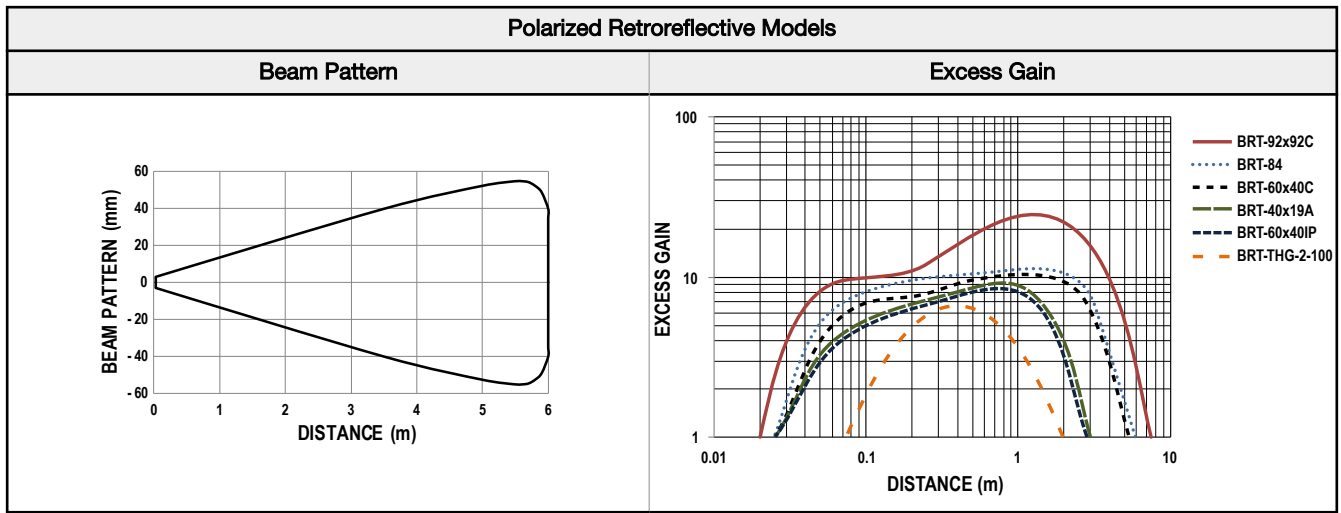 Polarized Retroreflective Models
Beam Pattern
Excess Gain
BEAM PATTERN (mm)
60
40
20
0
- 20
- 40
- 60
0 1 2 3 4 5 6
DISTANCE (m)
EXCESS GAIN
100
10
1
0.01 0.1 1 10
DISTANCE (m)
BRT-92x92C
BRT-84
BRT-60x40C
BRT-40x19A
BRT-60x40IP
BRT-THG-2-100